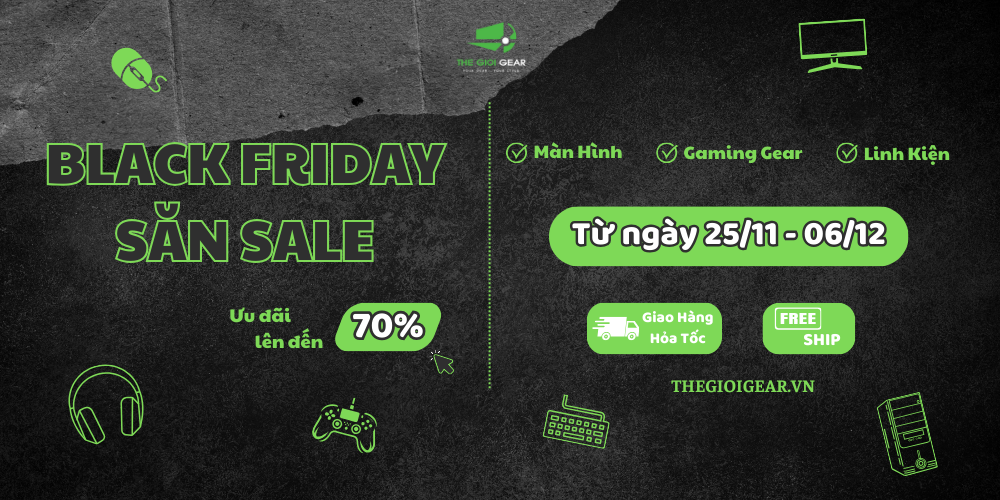 THE GIOI GEAR
BLACK FRIDAY
SĂN SALE
Ưu đãi
lên đến
70%
Màn Hình
Gaming Gear
Linh Kiện
Từ ngày 25/11 - 06/12
Giao Hàng
Hỏa Tốc
FREE
SHIP
THEGIOIGEAR.VN